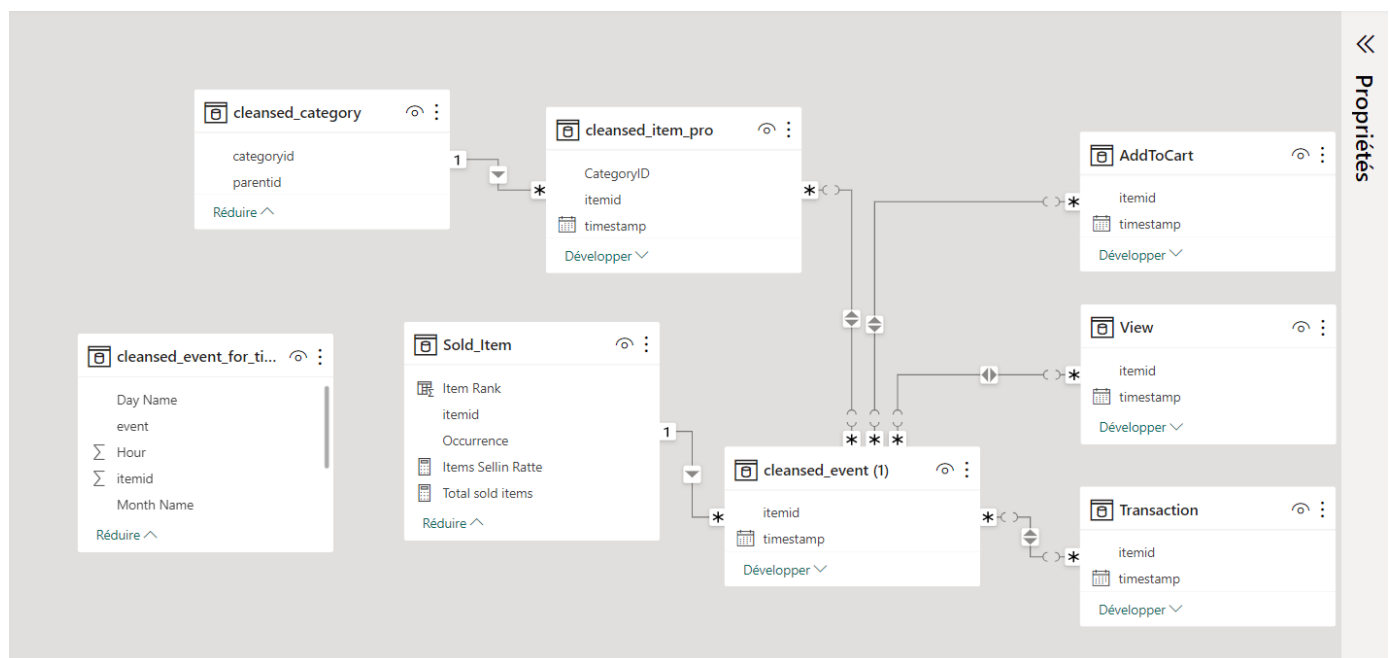 Propriétés
cleansed_category
categoryid
parentid
Réduire
cleansed_item_pro
CategoryID
itemid
timestamp
Développer
AddToCart
itemid
timestamp
Développer
1
*
*
*
cleansed_event_for_ti...
Day Name
event
Hour
itemid
Month Name
Réduire
Sold_Item
Item Rank
itemid
Occurrence
Items Sellin Ratte
Total sold items
Réduire
View
itemid
timestamp
Développer
*
1
* * *
cleansed_event (1)
itemid
timestamp
Développer
*
*
Transaction
itemid
timestamp
Développer
*